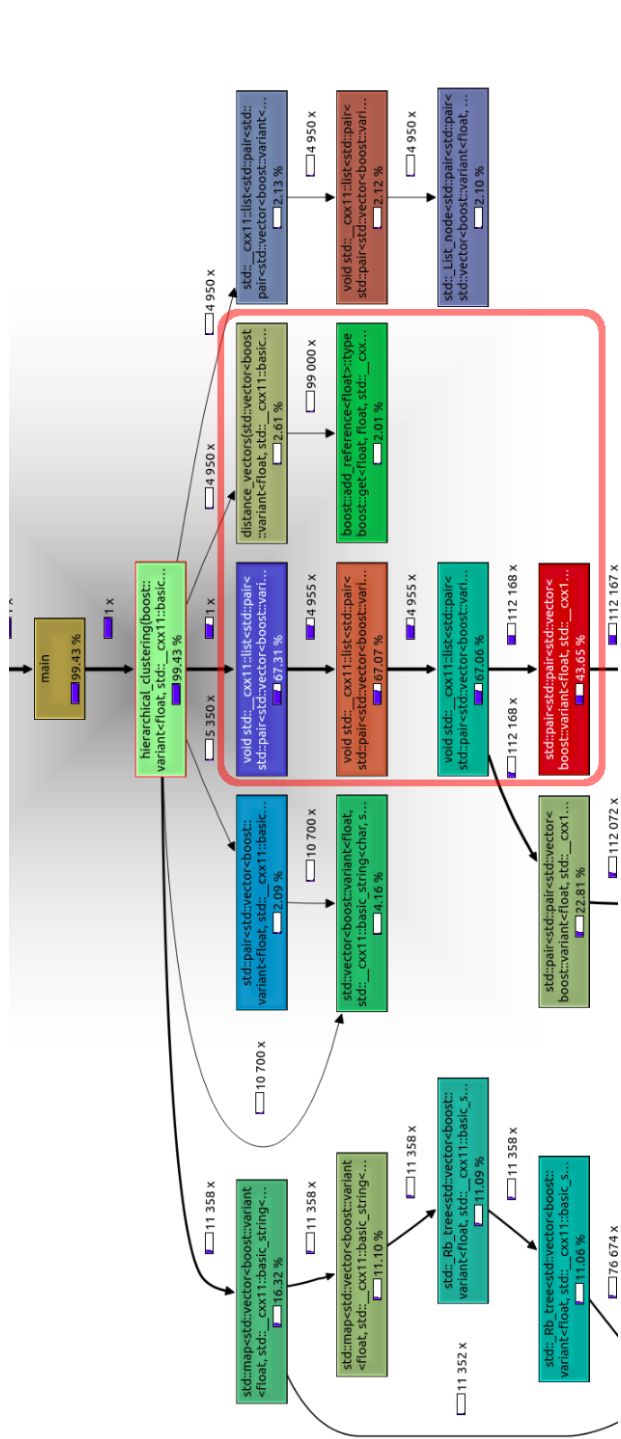 1 x
main
99.43 %
1 x
hierarchical_clustering(boost::
variant<float, std::__cxx11::basic...
99.43 %
11 358 x
10 700 x
5 350 x
1 x
4 950 x
4 950 x
std::map<std::vector<boost::variant
<float, std::__cxx11::basic_string<...
16.32 %
std::pair<std::vector<boost::
variant<float, std::__cxx11::basic...
2.09 %
void std::__cxx11::list<std::pair<
std::pair<std::vector<boost::vari...
67.31 %
distance_vectors(std::vector<boost
::variant<float, std::__cxx11::basic...
2.61 %
std::__cxx11::list<std::pair<std::
pair<std::vector<boost::variant<...
2.13 %
11 358 x
10 700 x
4 955 x
99 000 x
4 950 x
std::map<std::vector<boost::variant
<float, std::__cxx11::basic_string<...
11.10 %
std::vector<boost::variant<float,
std::__cxx11::basic_string<char, s...
4.16 %
void std::__cxx11::list<std::pair<
std::pair<std::vector<boost::vari...
67.07 %
boost::add_reference<float>::type
boost::get<float, float, std::__cxx...
2.01 %
void std::__cxx11::list<std::pair<
std::pair<std::vector<boost::vari...
2.12 %
11 358 x
4 955 x
4 950 x
11 352 x
std::_Rb_tree<std::vector<boost::
variant<float, std::__cxx11::basic_s...
11.09 %
void std::__cxx11::list<std::pair<
std::pair<std::vector<boost::vari...
67.06 %
std::_List_node<std::pair<std::pair<
std::vector<boost::variant<float, ...
2.10 %
11 358 x
112 168 x
112 168 x
std::_Rb_tree<std::vector<boost::
variant<float, std::__cxx11::basic_s...
11.06 %
std::pair<std::pair<std::vector<
boost::variant<float, std::__cxx1...
22.81 %
std::pair<std::pair<std::vector<
boost::variant<float, std::__cxx1...
43.65 %
76 674 x
112 072 x
112 167 x